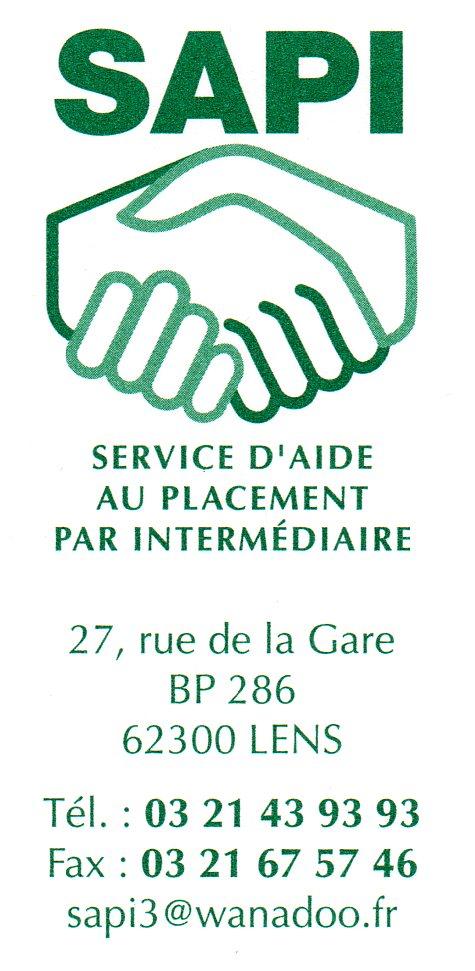 SAPI
SERVICE D'AIDE
AU PLACEMENT
PAR INTERMÉDIAIRE
27, rue de la Gare
BP 286
62300 LENS
Tél. : 03 21 43 93 93
Fax : 03 21 67 57 46
sapi3@wanadoo.fr